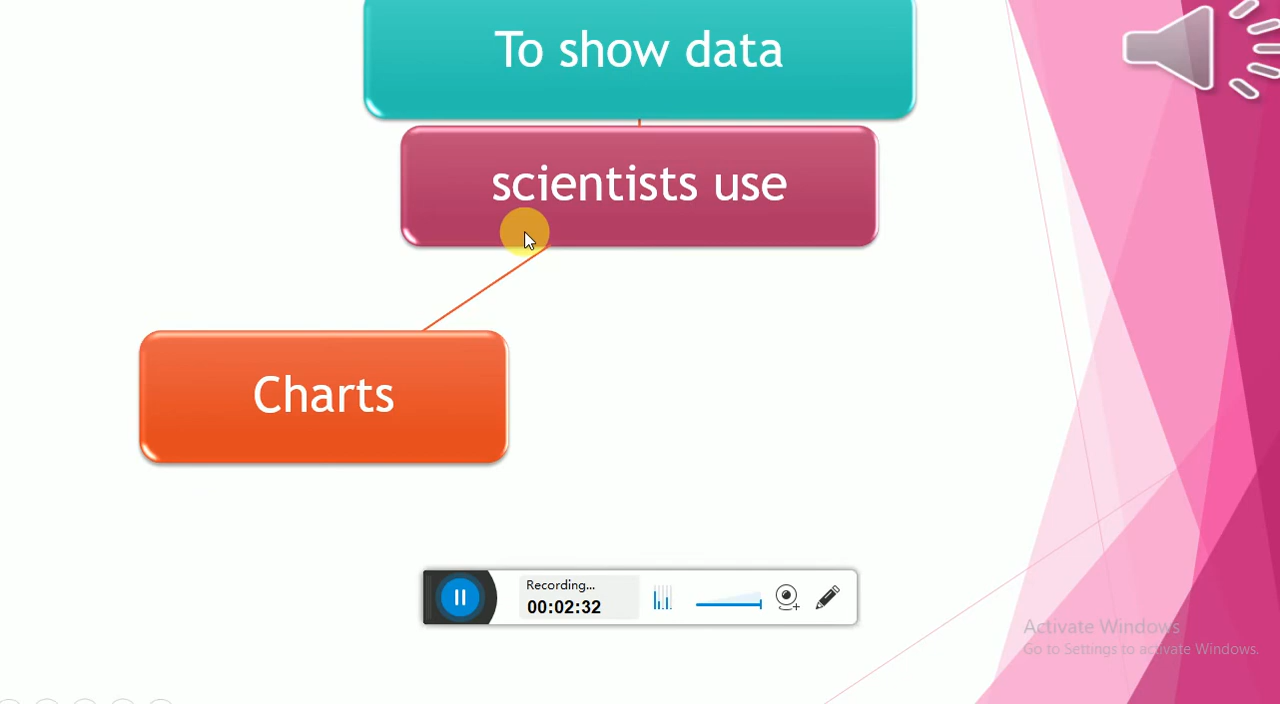 To show data
scientists use
Charts
Recording...
00:02:32
Activate Windows
Go to Settings to activate Windows.